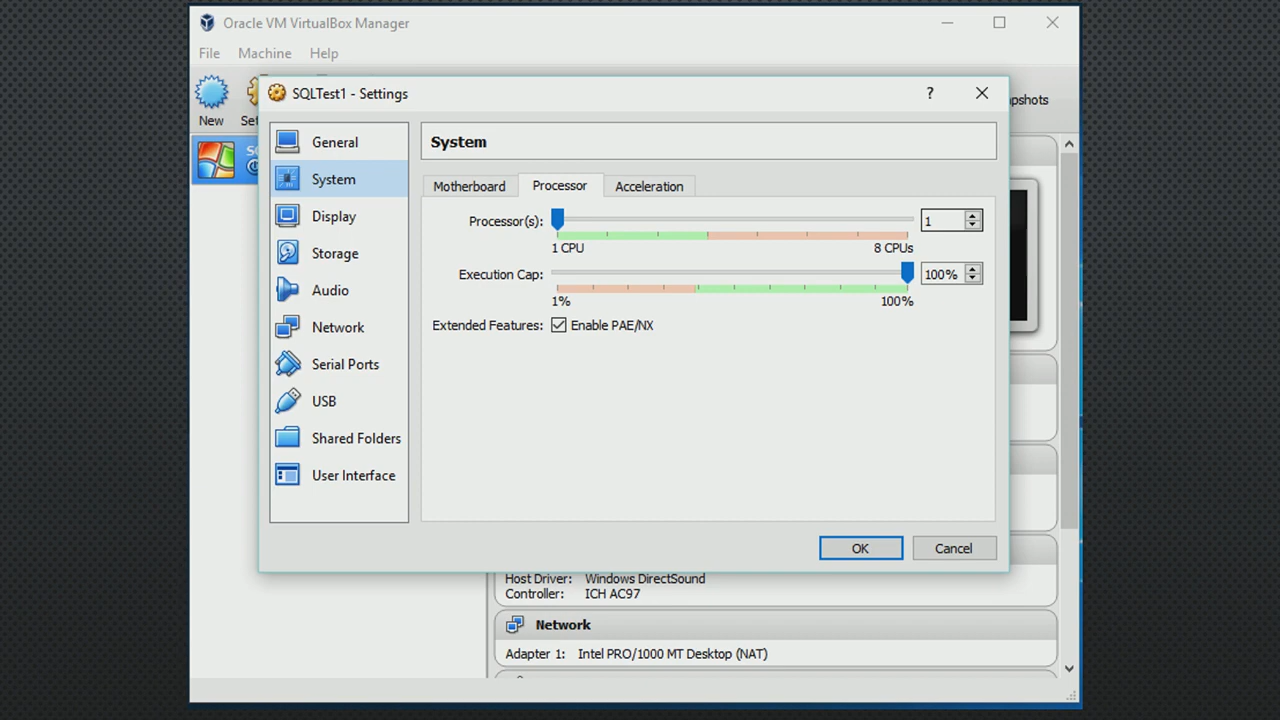 Oracle VM VirtualBox Manager
File Machine Help
SQLTest1 - Settings
?
New
General
System
Display
Storage
Audio
Network
Serial Ports
USB
Shared Folders
User Interface
System
Motherboard Processor Acceleration
Processor(s): 1
1 CPU 8 CPUs
Execution Cap: 100%
1% 100%
Extended Features: Enable PAE/NX
OK Cancel
Host Driver: Windows DirectSound
Controller: ICH AC97
Network
Adapter 1: Intel PRO/1000 MT Desktop (NAT)